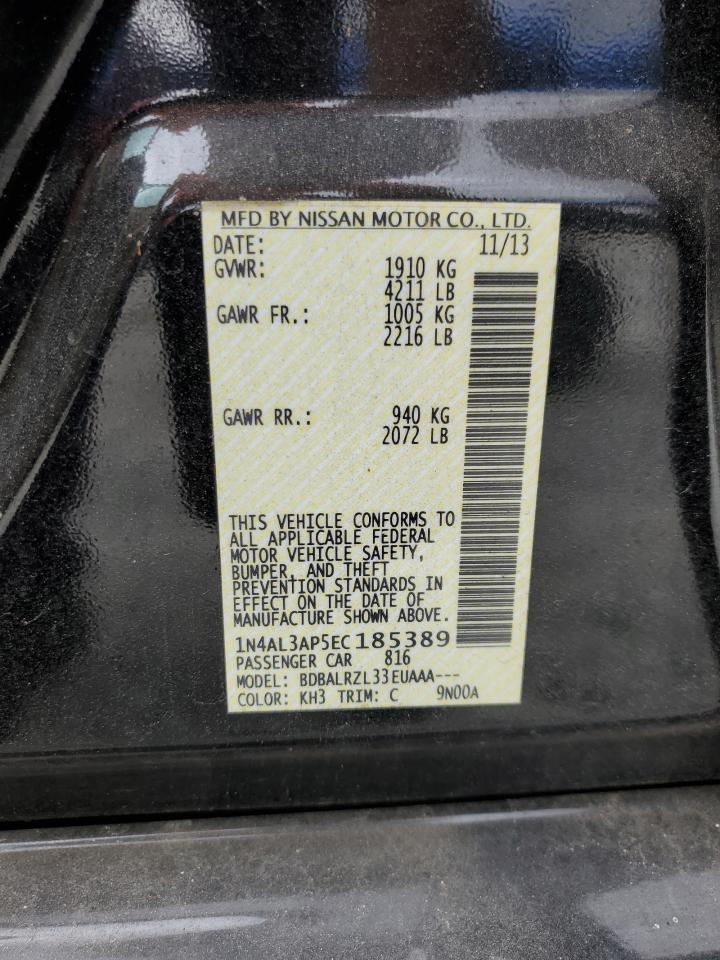 MFD BY NISSAN MOTOR CO., LTD.
DATE: 11/13
GVWR: 1910 KG
4211 LB
GAWR FR.: 1005 KG
2216 LB
GAWR RR.: 940 KG
2072 LB
THIS VEHICLE CONFORMS TO
ALL APPLICABLE FEDERAL
MOTOR VEHICLE SAFETY,
BUMPER, AND THEFT
PREVENTION STANDARDS IN
EFFECT ON THE DATE OF
MANUFACTURE SHOWN ABOVE.
1N4AL3AP5EC185389
PASSENGER CAR 816
MODEL: BDBALRZL33EUAAA---
COLOR: KH3 TRIM: C 9N00A